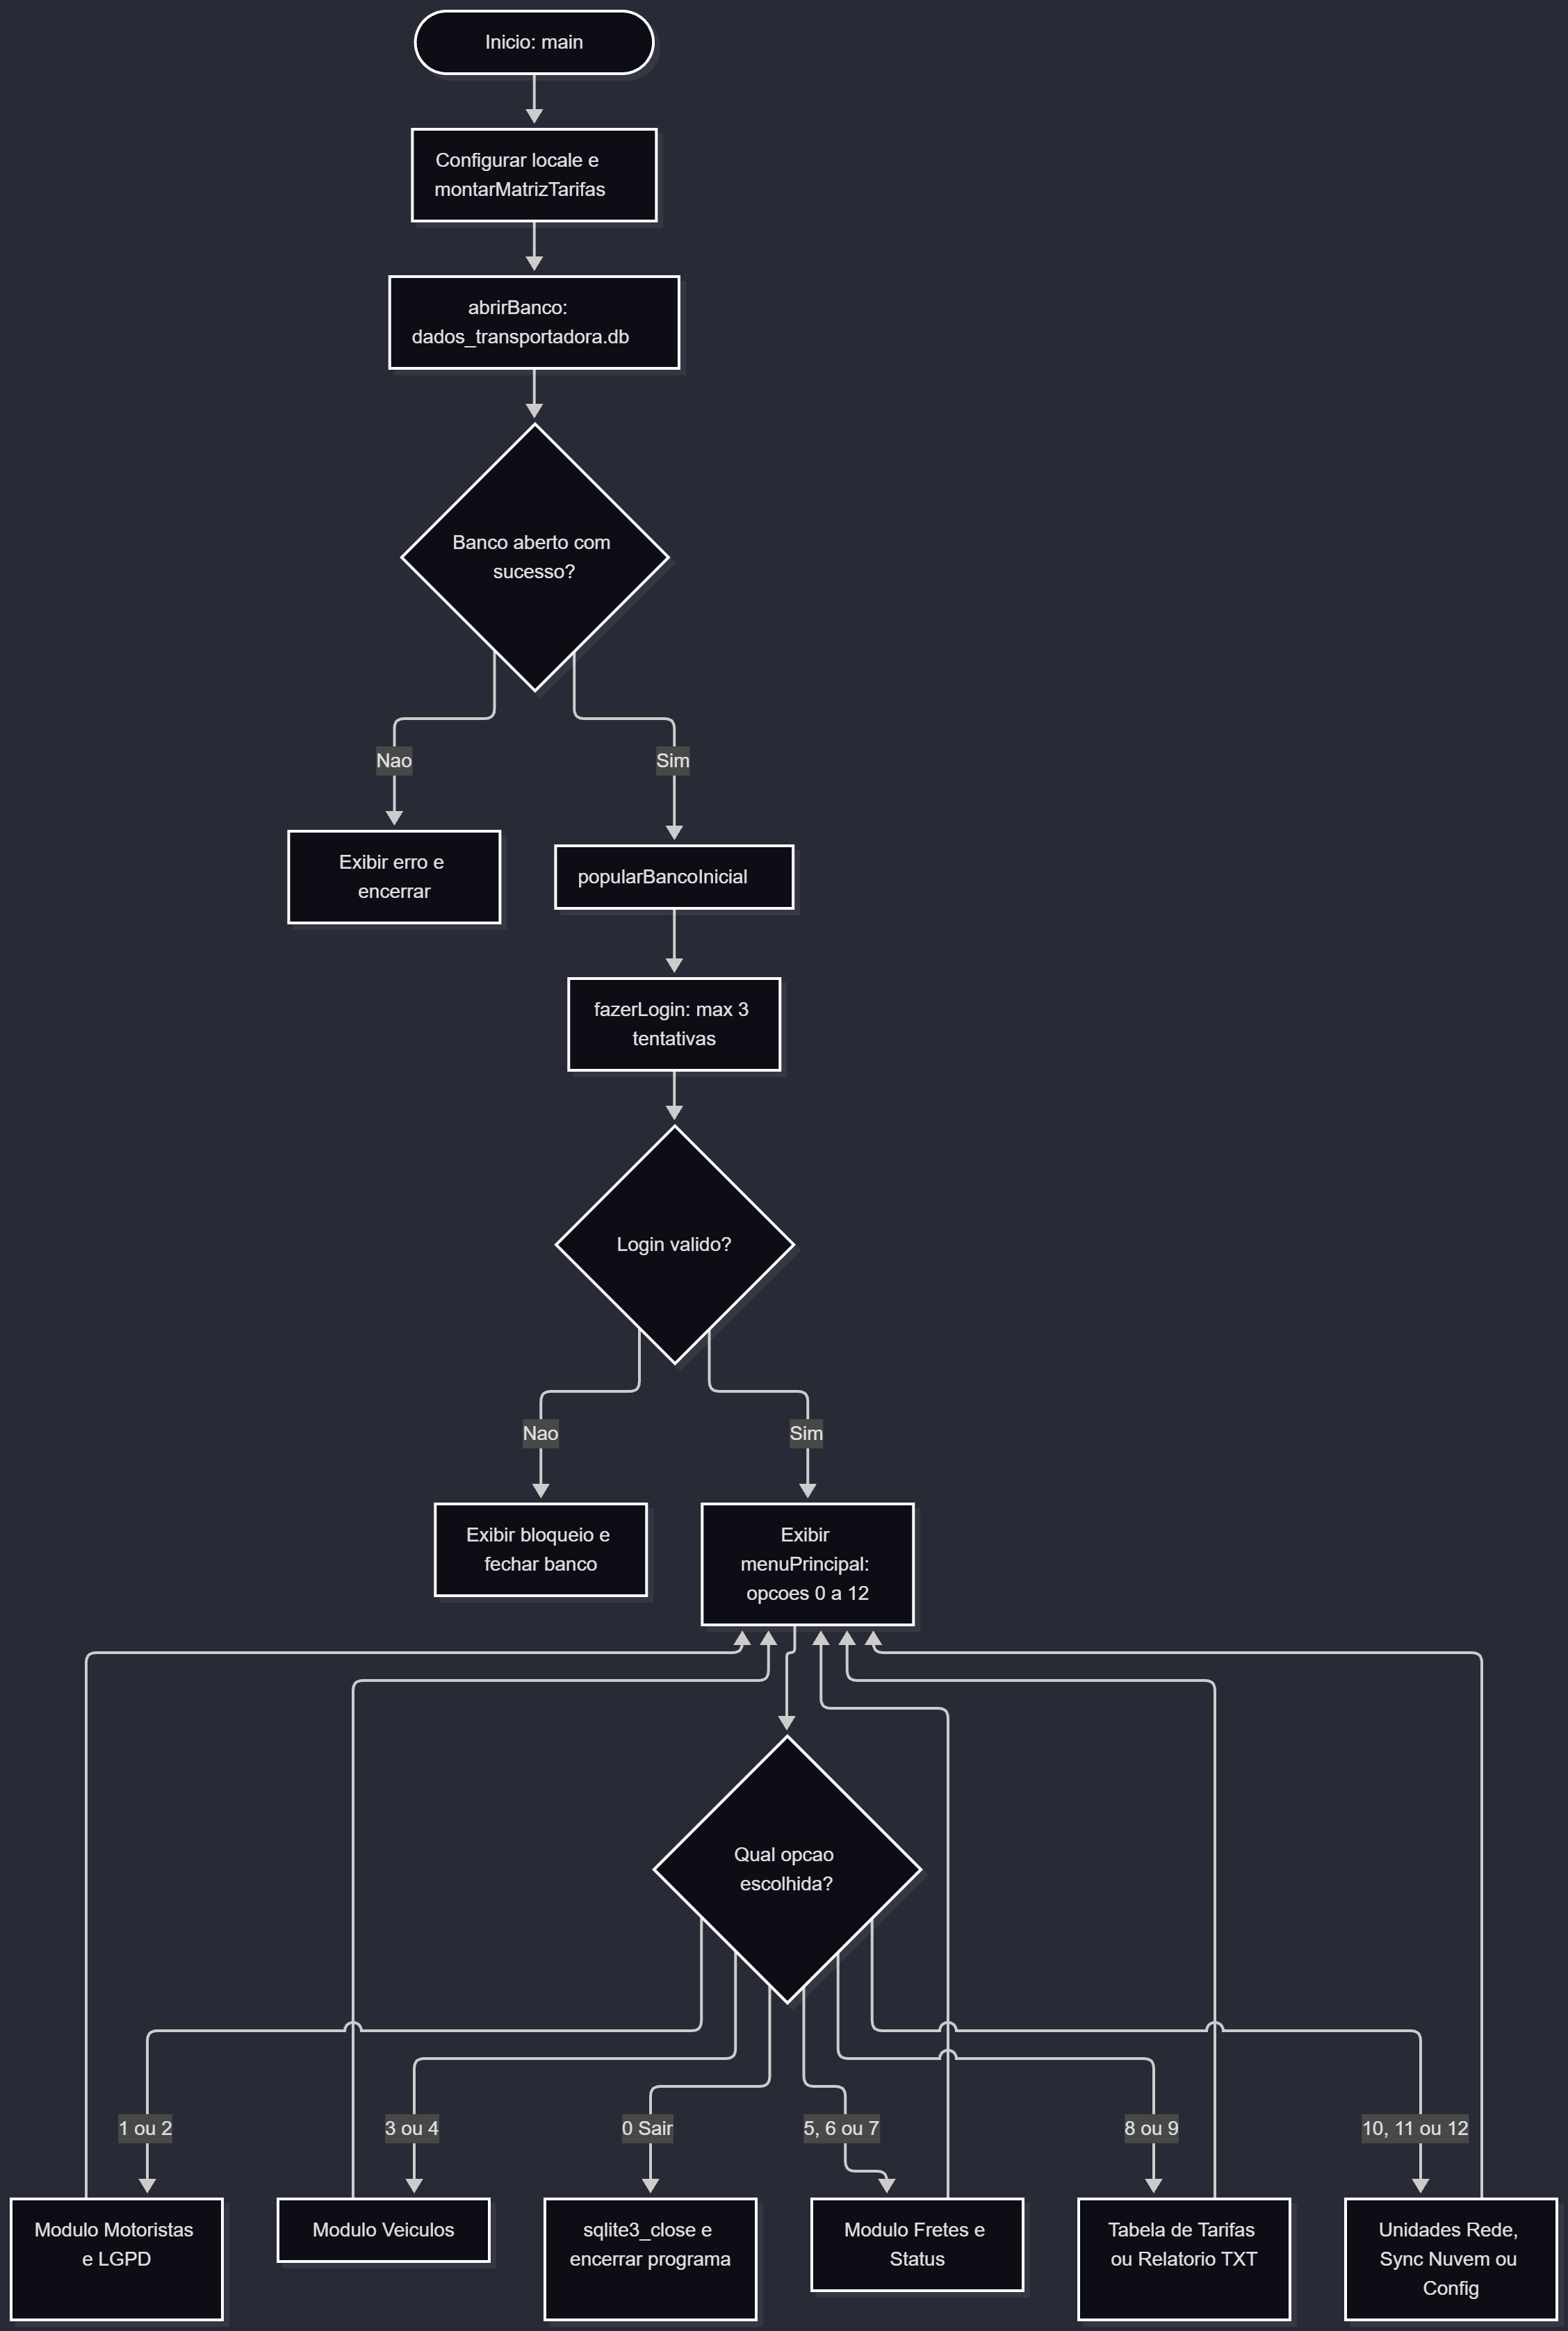 Inicio: main
Configurar locale e
montarMatrizTarifas
abrirBanco:
dados_transportadora.db
Banco aberto com
sucesso?
Nao
Sim
Exibir erro e
encerrar
popularBancoInicial
fazerLogin: max 3
tentativas
Login valido?
Nao
Sim
Exibir bloqueio e
fechar banco
Exibir
menuPrincipal:
opcoes 0 a 12
Qual opcao
escolhida?
1 ou 2
3 ou 4
0 Sair
5, 6 ou 7
8 ou 9
10, 11 ou 12
Modulo Motoristas
e LGPD
Modulo Veiculos
sqlite3_close e
encerrar programa
Modulo Fretes e
Status
Tabela de Tarifas
ou Relatorio TXT
Unidades Rede,
Sync Nuvem ou
Config